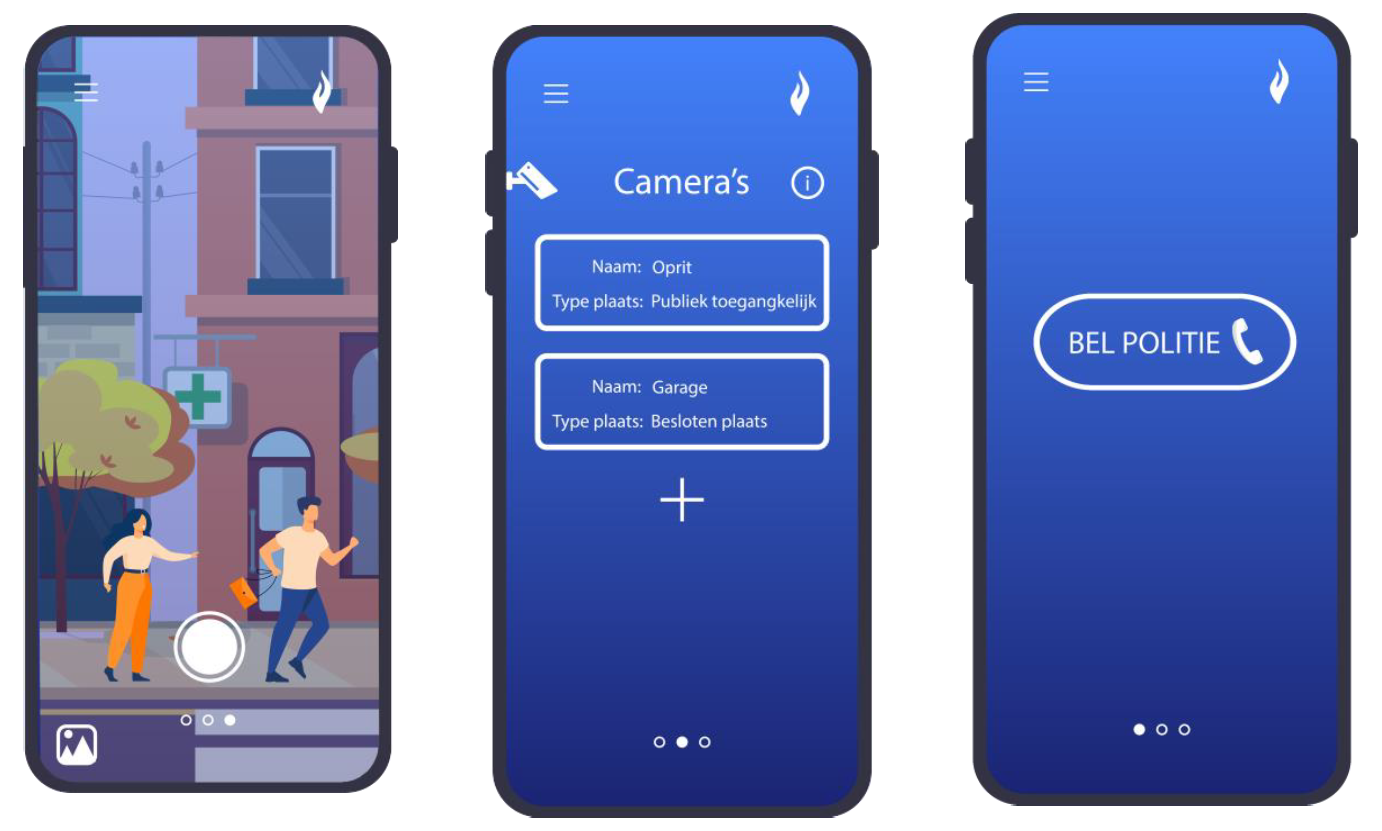 Camera's
Naam: Oprit
Type plaats: Publiek toegangkelijk
Naam: Garage
Type plaats: Besloten plaats
BEL POLITIE